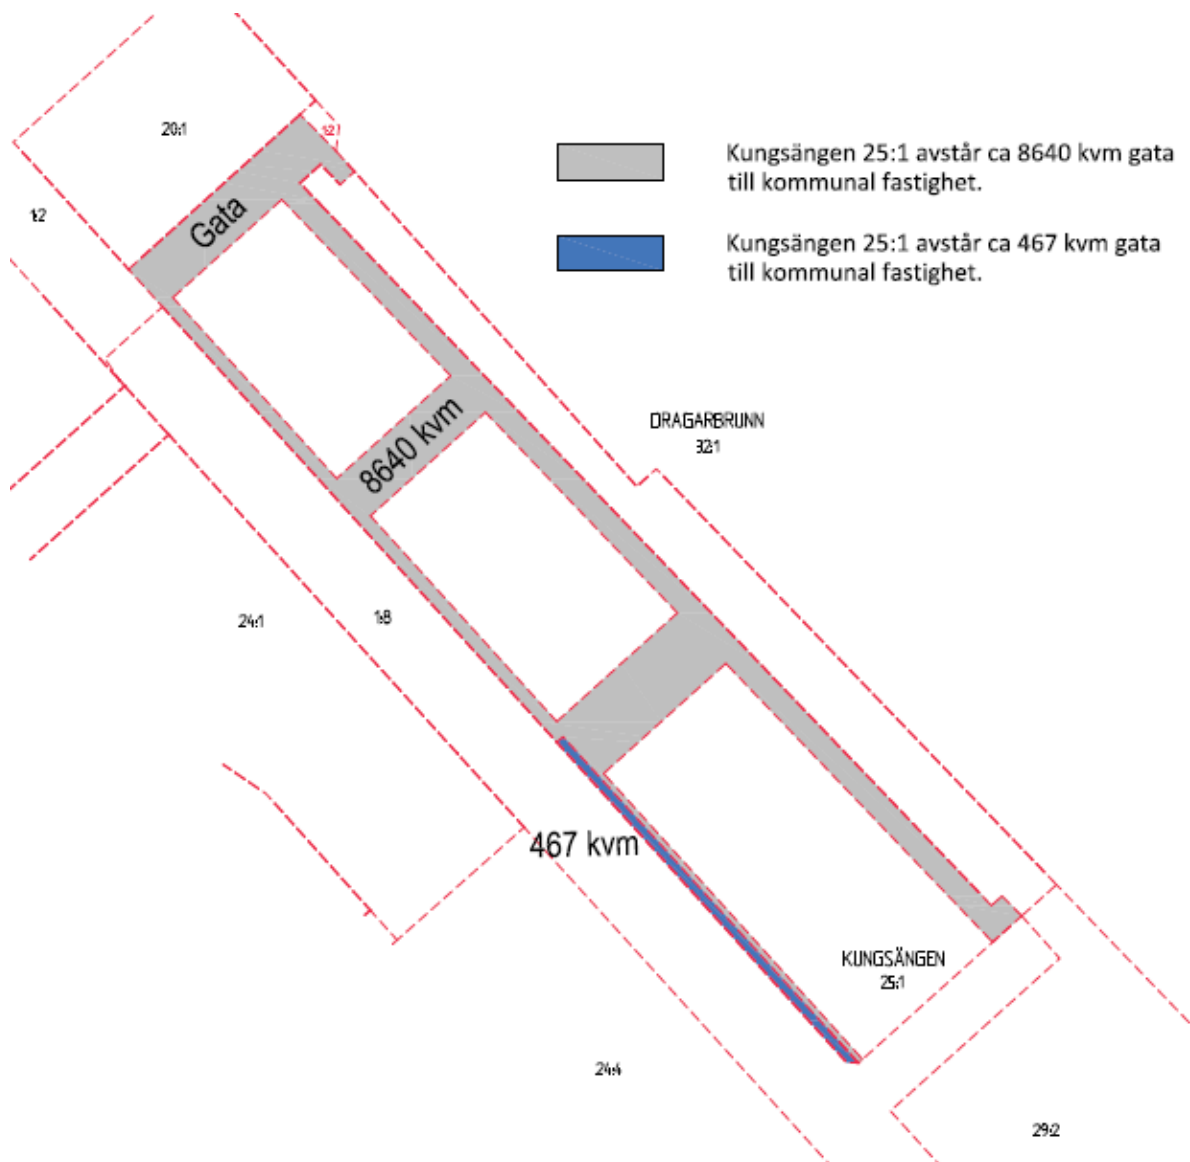 20:1
1:2
1:2
Gata
Kungsängen 25:1 avstår ca 8640 kvm gata
till kommunal fastighet.
Kungsängen 25:1 avstår ca 467 kvm gata
till kommunal fastighet.
8640 kvm
DRAGARBRUNN
32:1
24:1
1:8
467 kvm
KUNGSÄNGEN
25:1
24:4
29:2